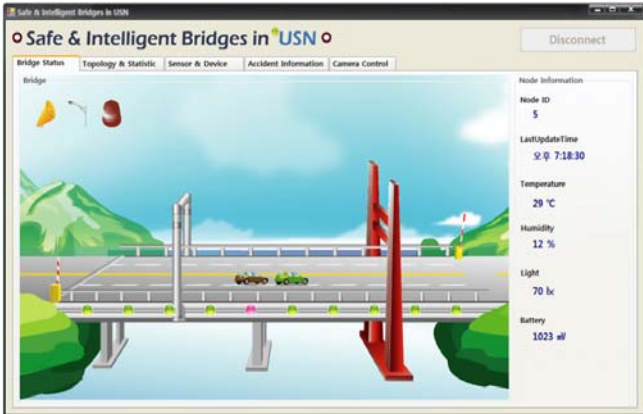 Safe & Intelligent Bridges in USN
Safe & Intelligent Bridges in USN
Disconnect
Bridge Status
Topology & Statistic
Sensor & Device
Accident Information
Camera Control
Bridge
Node Information
Node ID
5
LastUpdateTime
오후 7:18:30
Temperature
29 ℃
Humidity
12 %
Light
70 lx
Battery
1023 ㎷